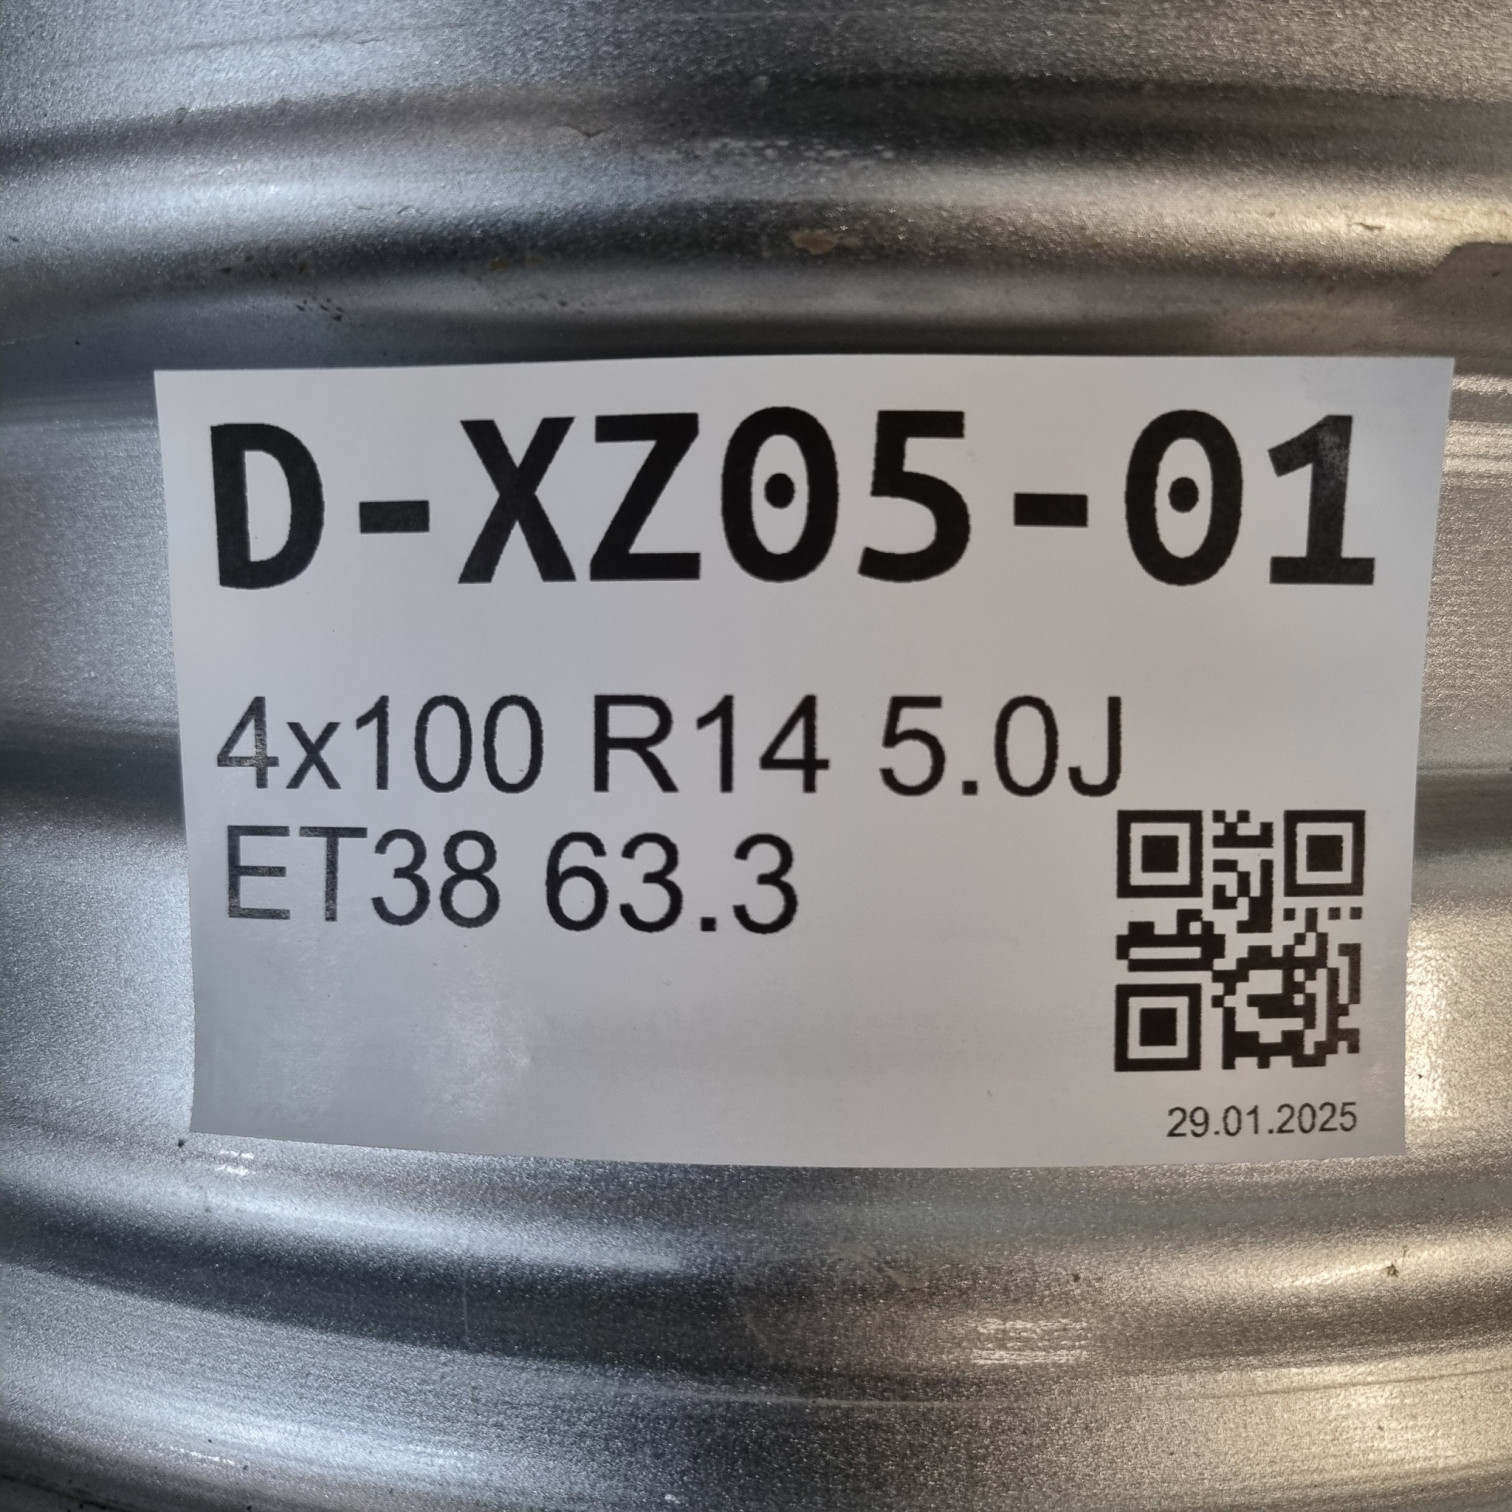 D-XZ05-01
4x100 R14 5.0J
ET38 63.3
29.01.2025